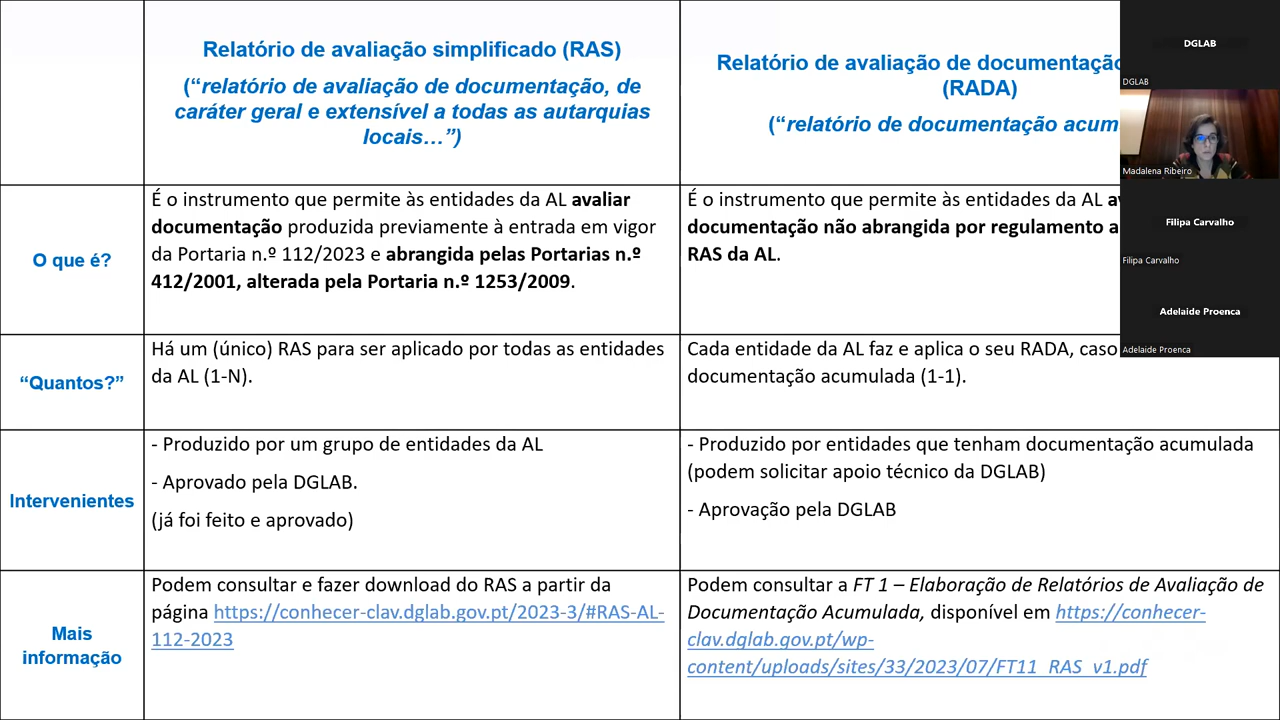 Relatório de avaliação simplificado (RAS)
(“relatório de avaliação de documentação, de
caráter geral e extensível a todas as autarquias
locais…”)
Relatório de avaliação de documentação
(RADA)
(“relatório de documentação
O que é?
É o instrumento que permite às entidades da AL avaliar
documentação produzida previamente à entrada em vigor
da Portaria n.º 112/2023 e abrangida pelas Portarias n.º
412/2001, alterada pela Portaria n.º 1253/2009.
É o instrumento que permite às entidades da AL
documentação não abrangida por regulamento
RAS da AL.
“Quantos?”
Há um (único) RAS para ser aplicado por todas as entidades
da AL (1-N).
Cada entidade da AL faz e aplica o seu RADA, caso
documentação acumulada (1-1).
Intervenientes
- Produzido por um grupo de entidades da AL
- Aprovado pela DGLAB.
(já foi feito e aprovado)
- Produzido por entidades que tenham documentação acumulada
(podem solicitar apoio técnico da DGLAB)
- Aprovação pela DGLAB
Mais
informação
Podem consultar e fazer download do RAS a partir da
página https://conhecer-clav.dglab.gov.pt/2023-3/#RAS-AL-
112-2023
Podem consultar a FT 1 – Elaboração de Relatórios de Avaliação de
Documentação Acumulada, disponível em https://conhecer-
clav.dglab.gov.pt/wp-
content/uploads/sites/33/2023/07/FT11_RAS_v1.pdf
DGLAB
DGLAB
Madalena Ribeiro
Filipa Carvalho
Filipa Carvalho
Adelaide Proenca
Adelaide Proenca